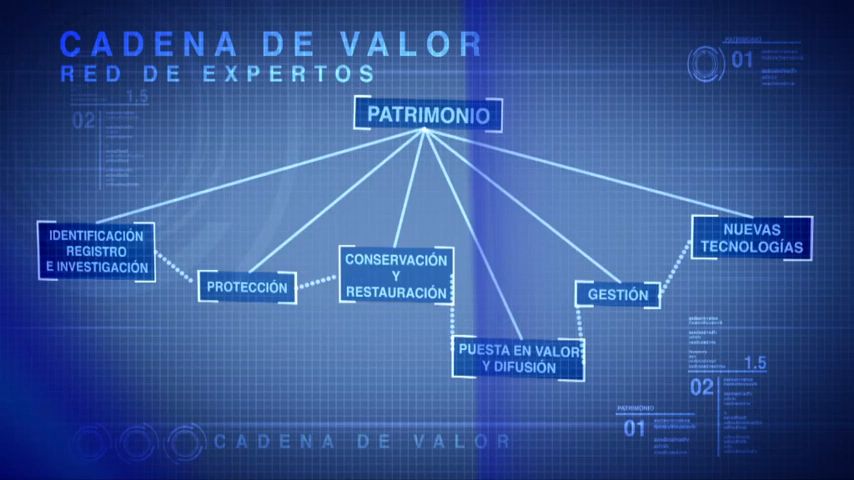 CADENA DE VALOR
RED DE EXPERTOS
PATRIMONIO
01
1.5
02
PATRIMONIO
IDENTIFICACIÓN
REGISTRO
E INVESTIGACIÓN
PROTECCIÓN
CONSERVACIÓN
Y
RESTAURACIÓN
PUESTA EN VALOR
Y DIFUSIÓN
GESTIÓN
NUEVAS
TECNOLOGÍAS
1.5
02
PATRIMONIO
01
CADENA DE VALOR